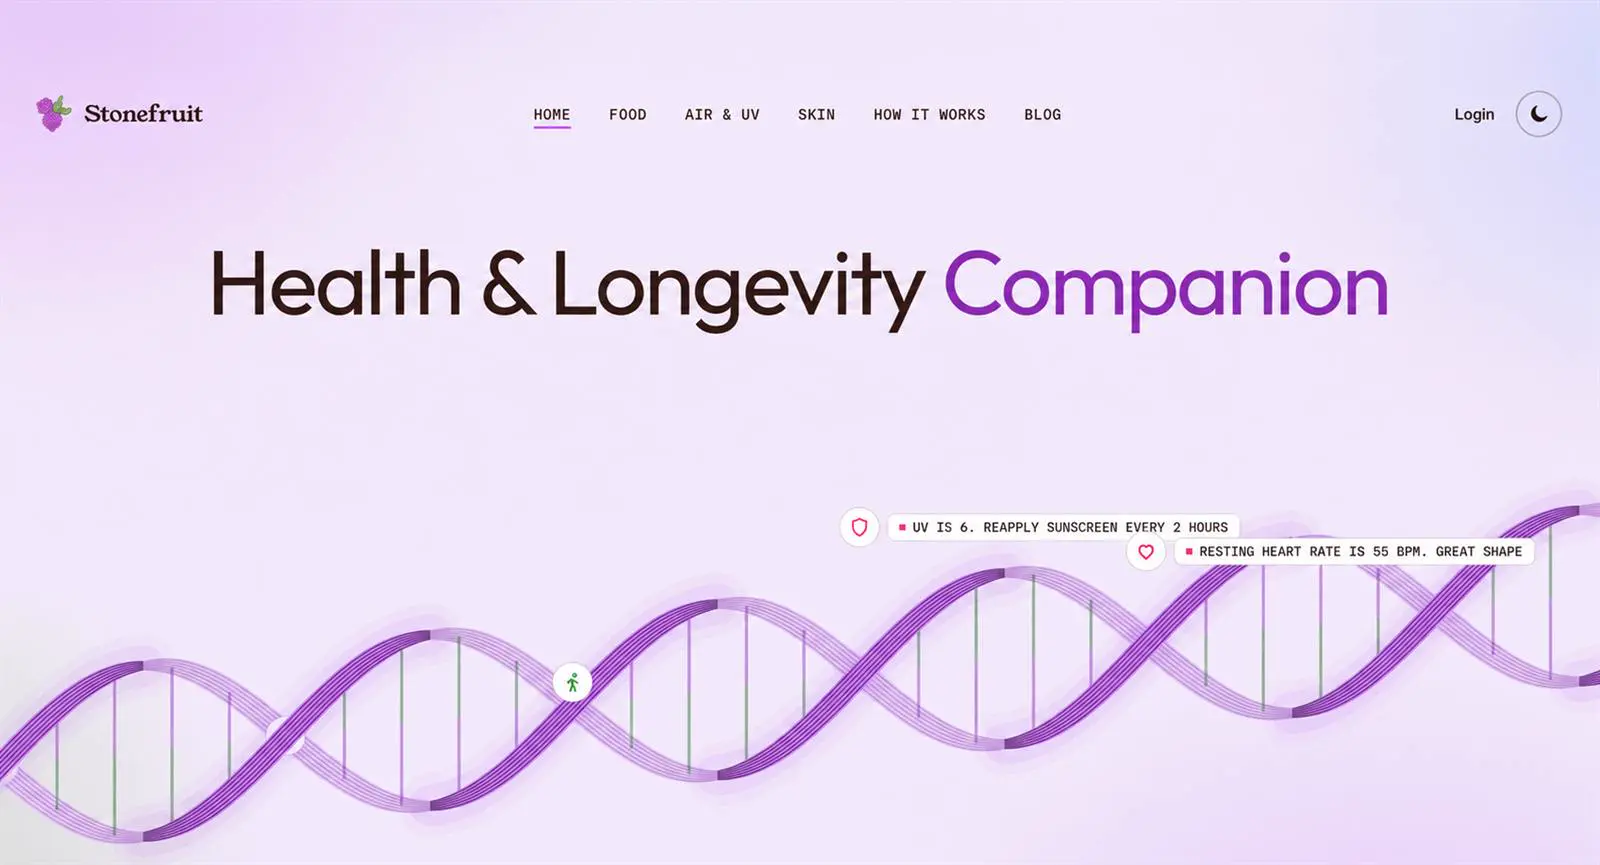 Stonefruit
HOME FOOD AIR & UV SKIN HOW IT WORKS BLOG
Login
Health & Longevity Companion
UV IS 6. REAPPLY SUNSCREEN EVERY 2 HOURS
RESTING HEART RATE IS 55 BPM. GREAT SHAPE